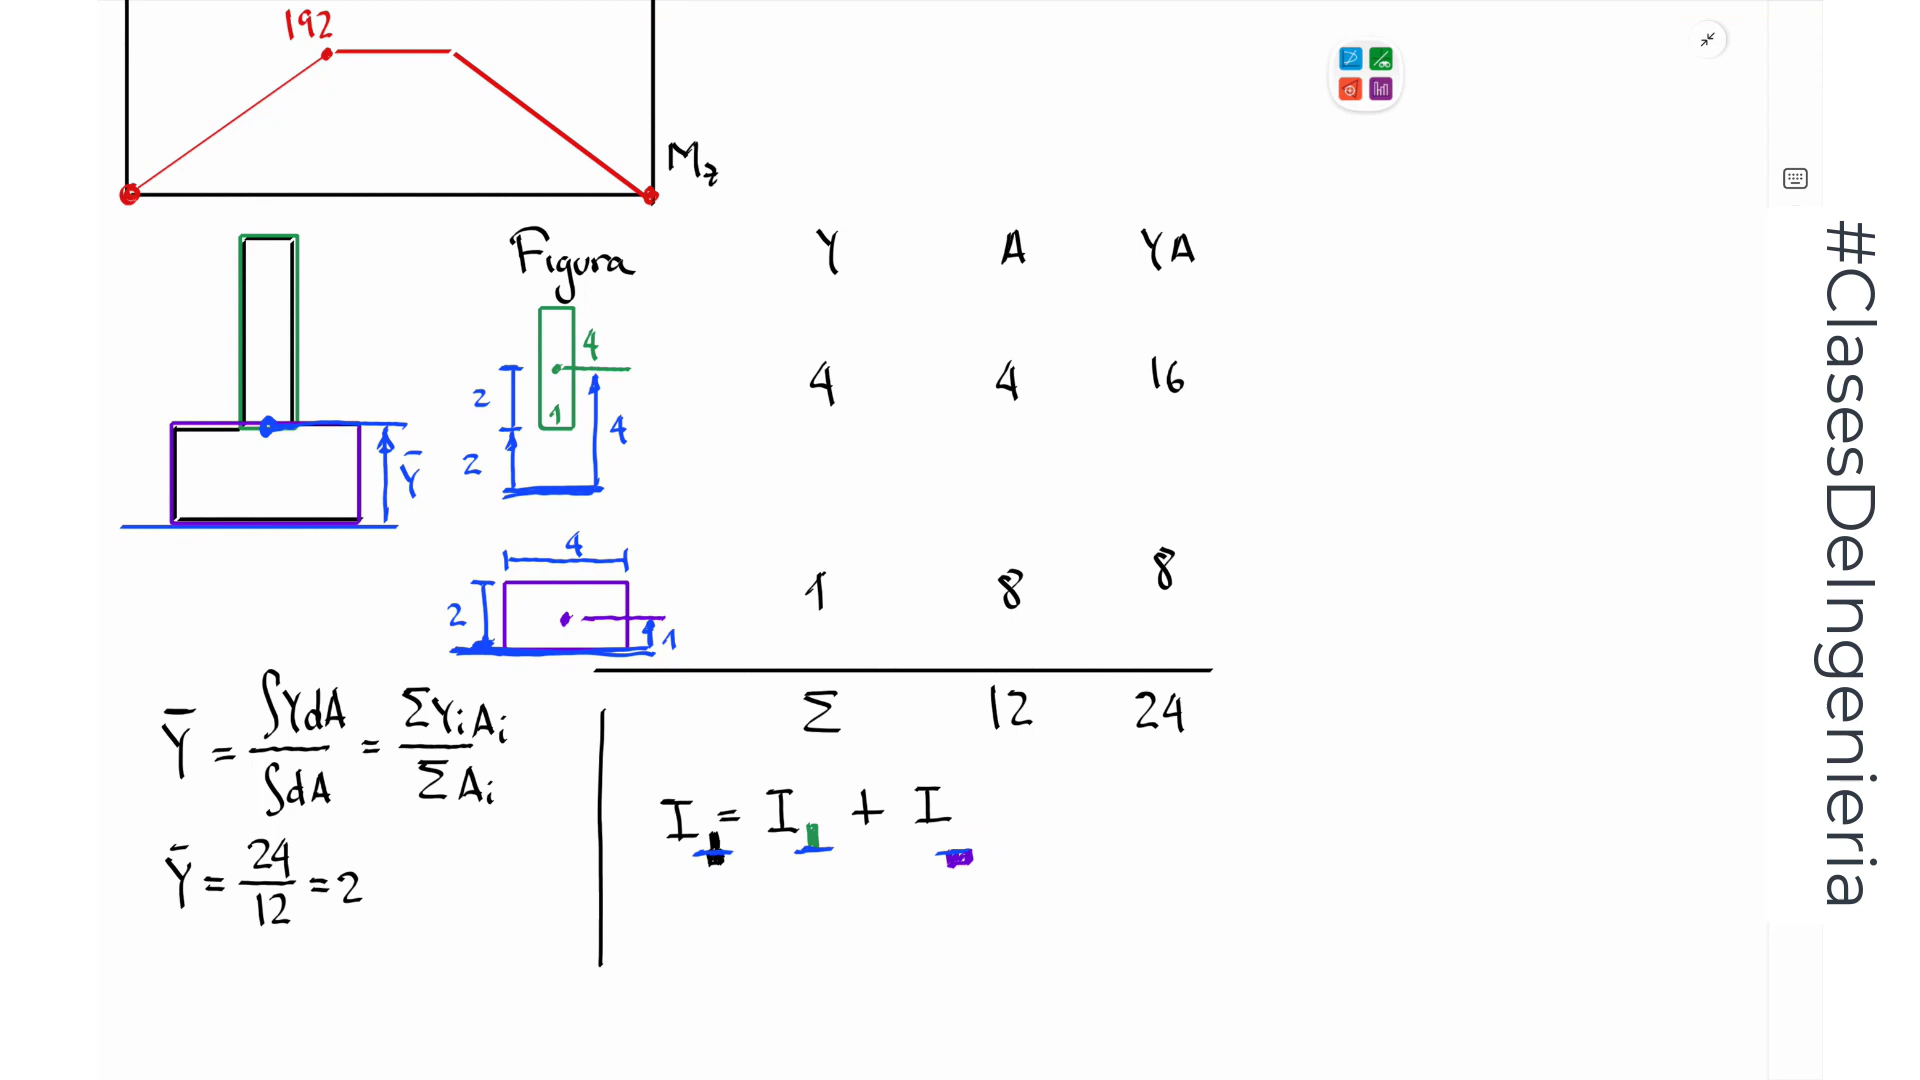 192
Mz
Figura Y A YA
4
2
1
4
2
4 4 16
Ȳ
4
2
1
1 8 8
Σ 12 24
Ȳ = ∫YdA / ∫dA = ΣYiAi / ΣAi
I = I + I
Ȳ = 24/12 = 2
#ClasesDeIngenieria